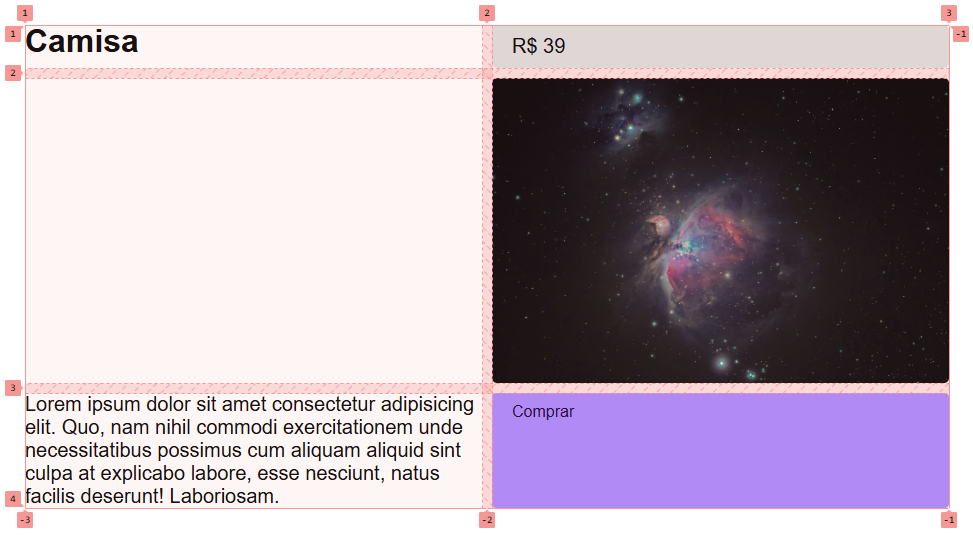 1 2 3
1 Camisa R$ 39 -1
2
3
Lorem ipsum dolor sit amet consectetur adipisicing
elit. Quo, nam nihil commodi exercitationem unde
necessitatibus possimus cum aliquam aliquid sint
culpa at explicabo labore, esse nesciunt, natus
facilis deserunt! Laboriosam.
Comprar
4
-3 -2 -1